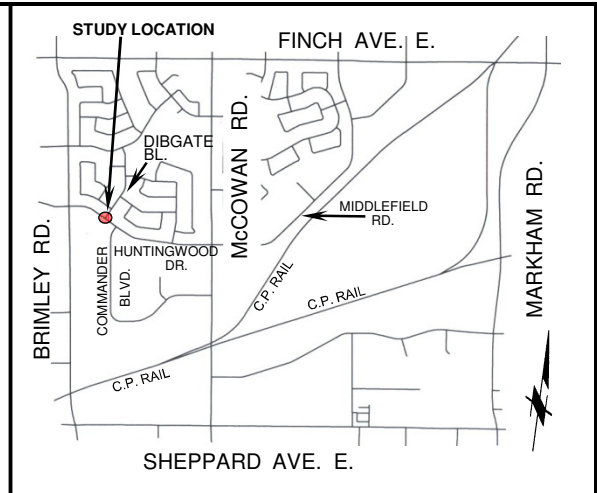 STUDY LOCATION
FINCH AVE. E.
DIBGATE
BL.
McCOWAN RD.
MIDDLEFIELD
RD.
BRIMLEY RD.
COMMANDER
BLVD.
HUNTINGWOOD
DR.
C.P. RAIL
C.P. RAIL
C.P. RAIL
MARKHAM RD.
SHEPPARD AVE. E.